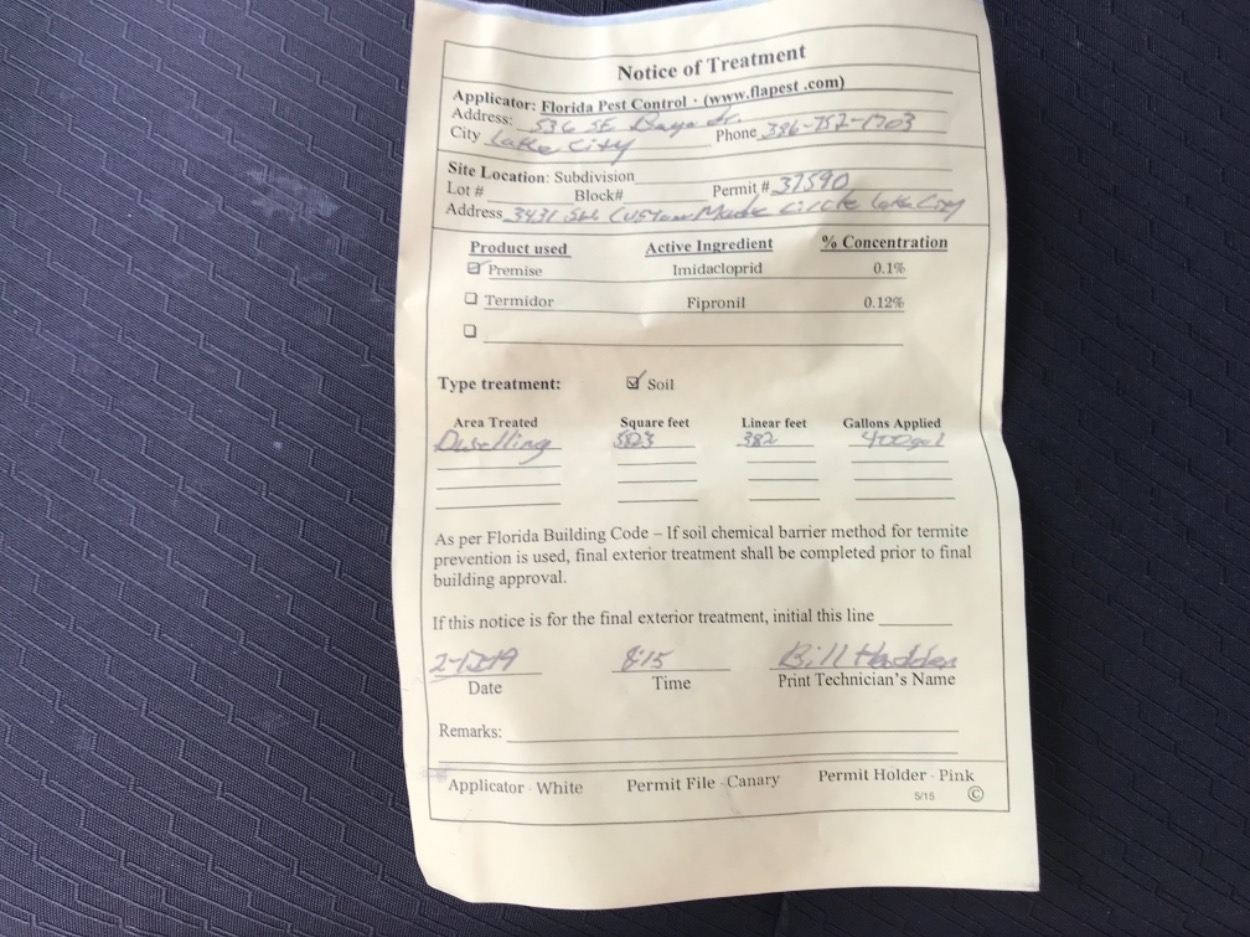 Notice of Treatment
Applicator: Florida Pest Control · (www.flapest .com)
Address: 536 SE Baya Dr.
City Lake City Phone 386-752-1703
Site Location: Subdivision
Lot # Block# Permit # 37590
Address 3431 SW Custom Made Circle Lake City
Product used Active Ingredient % Concentration
☑ Premise Imidacloprid 0.1%
☐ Termidor Fipronil 0.12%
☐
Type treatment: ☑ Soil
Area Treated Square feet Linear feet Gallons Applied
Dwelling 382 400gal
As per Florida Building Code – If soil chemical barrier method for termite
prevention is used, final exterior treatment shall be completed prior to final
building approval.
If this notice is for the final exterior treatment, initial this line
8:15 Bill
Date Time Print Technician's Name
Remarks:
Applicator - White Permit File - Canary Permit Holder - Pink
5/15 ©